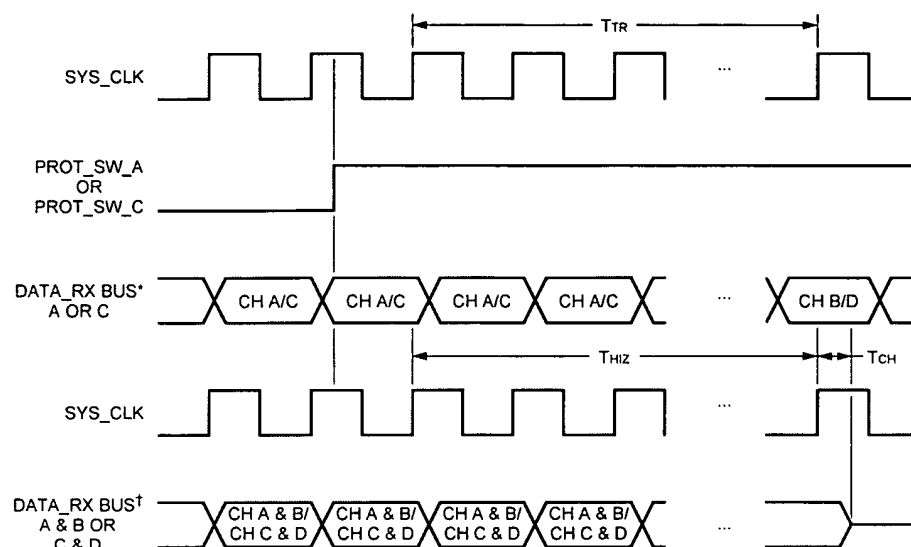 TTR
SYS_CLK
...
PROT_SW_A
OR
PROT_SW_C
DATA_RX BUS*
A OR C
CH A/C
CH A/C
CH A/C
CH A/C
...
CH B/D
THIZ
TCH
SYS_CLK
...
DATA_RX BUS†
A & B OR
C & D
CH A & B/
CH C & D
CH A & B/
CH C & D
CH A & B/
CH C & D
CH A & B/
CH C & D
...